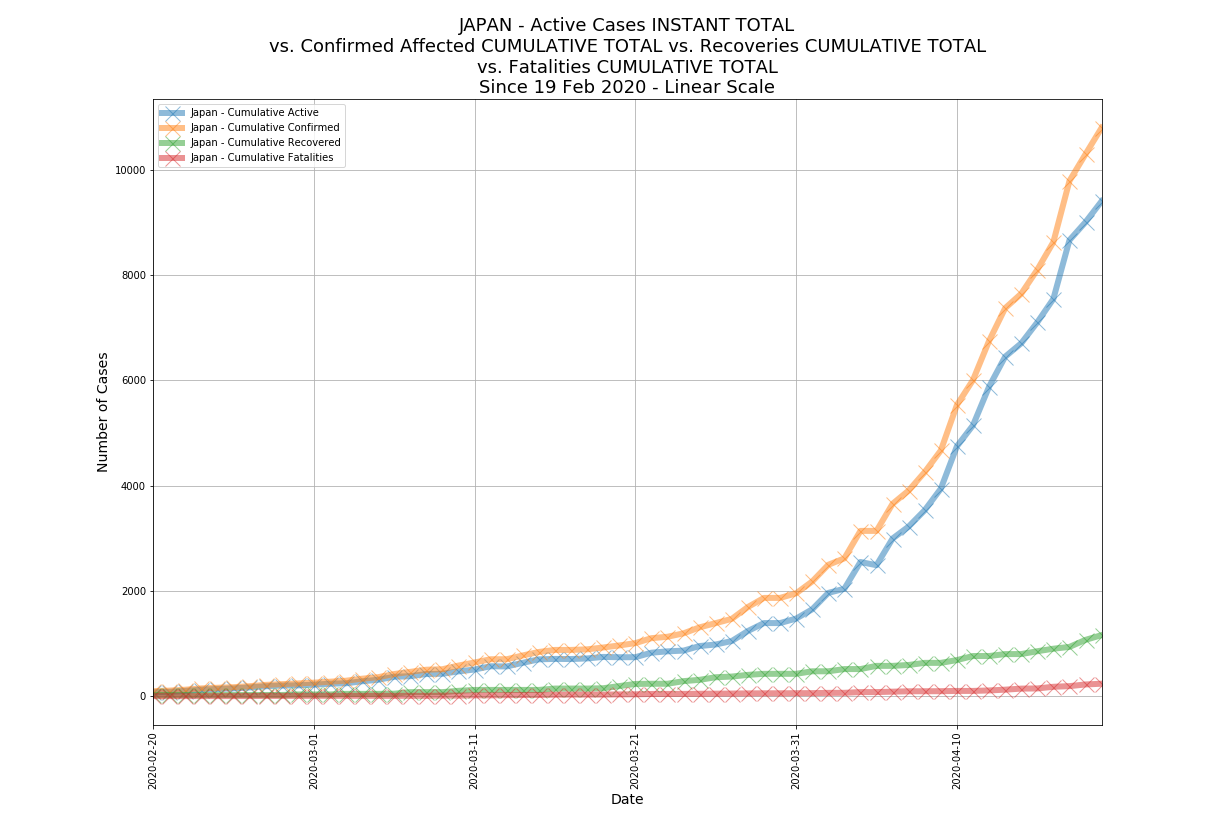 JAPAN - Active Cases INSTANT TOTAL
vs. Confirmed Affected CUMULATIVE TOTAL vs. Recoveries CUMULATIVE TOTAL
vs. Fatalities CUMULATIVE TOTAL
Since 19 Feb 2020 - Linear Scale
Japan - Cumulative Active
Japan - Cumulative Confirmed
Japan - Cumulative Recovered
Japan - Cumulative Fatalities
10000
8000
6000
4000
2000
0
Number of Cases
2020-02-20
2020-03-01
2020-03-11
2020-03-21
2020-03-31
2020-04-10
Date